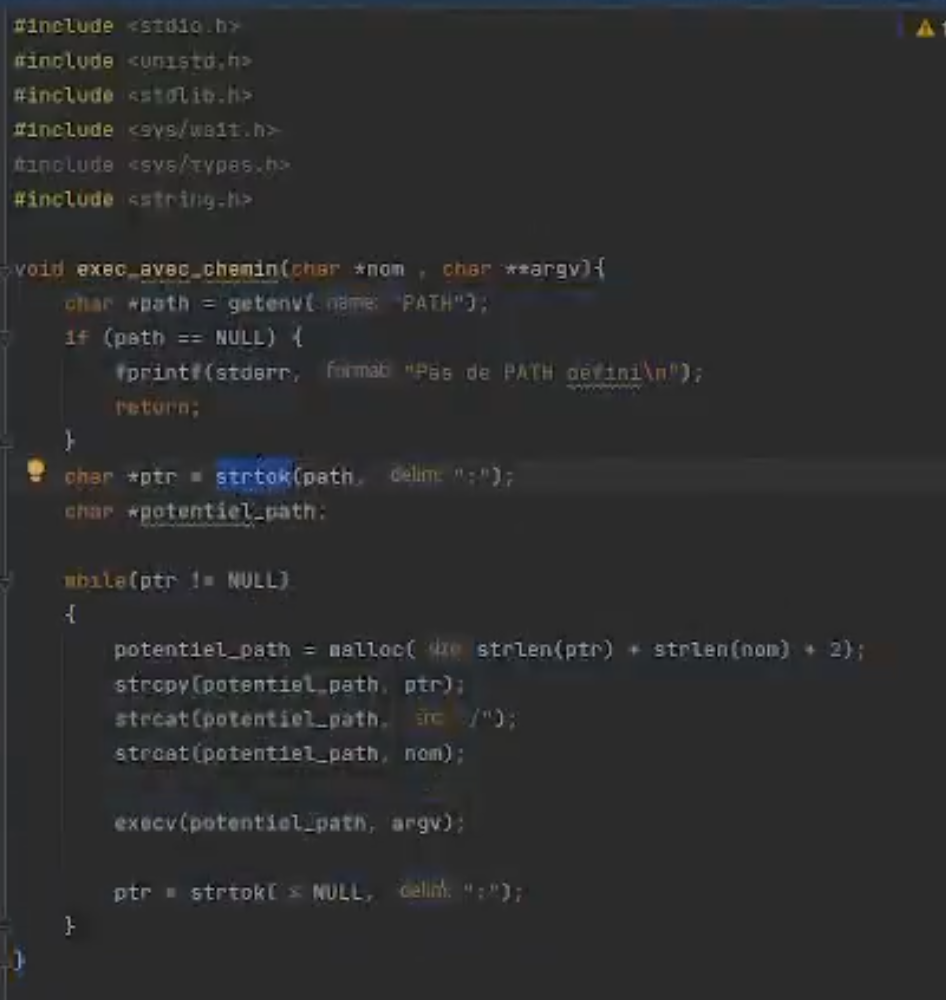 #include <stdio.h>
#include <unistd.h>
#include <stdlib.h>
#include <sys/wait.h>
#include <sys/types.h>
#include <string.h>
void exec_avec_chemin(char *nom , char **argv){
char *path = getenv( name: "PATH");
if (path == NULL) {
fprintf(stderr, format: "Pas de PATH defini\n");
return;
}
char *ptr = strtok(path, delim: ":");
char *potentiel_path;
while(ptr != NULL)
{
potentiel_path = malloc( size: strlen(ptr) + strlen(nom) + 2);
strcpy(potentiel_path, ptr);
strcat(potentiel_path, src: "/");
strcat(potentiel_path, nom);
execv(potentiel_path, argv);
ptr = strtok( s: NULL, delim: ":");
}
}